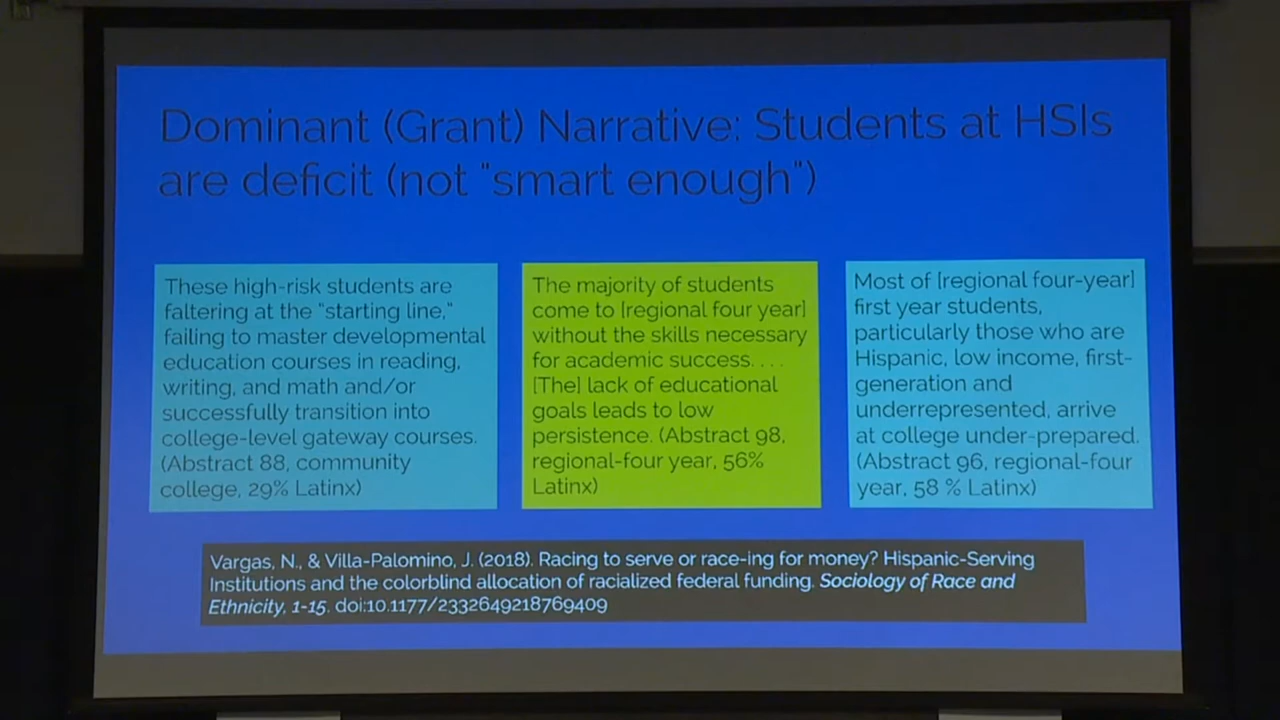 Dominant (Grant) Narrative: Students at HSIs
are deficit (not "smart enough")
These high-risk students are
faltering at the "starting line,"
failing to master developmental
education courses in reading,
writing, and math and/or
successfully transition into
college-level gateway courses.
(Abstract 88, community
college, 29% Latinx)
The majority of students
come to [regional four year]
without the skills necessary
for academic success. . . .
[The] lack of educational
goals leads to low
persistence. (Abstract 98,
regional-four year, 56%
Latinx)
Most of [regional four-year]
first year students,
particularly those who are
Hispanic, low income, first-
generation and
underrepresented, arrive
at college under-prepared.
(Abstract 96, regional-four
year, 58 % Latinx)
Vargas, N., & Villa-Palomino, J. (2018). Racing to serve or race-ing for money? Hispanic-Serving
Institutions and the colorblind allocation of racialized federal funding. Sociology of Race and
Ethnicity, 1-15. doi:10.1177/2332649218769409